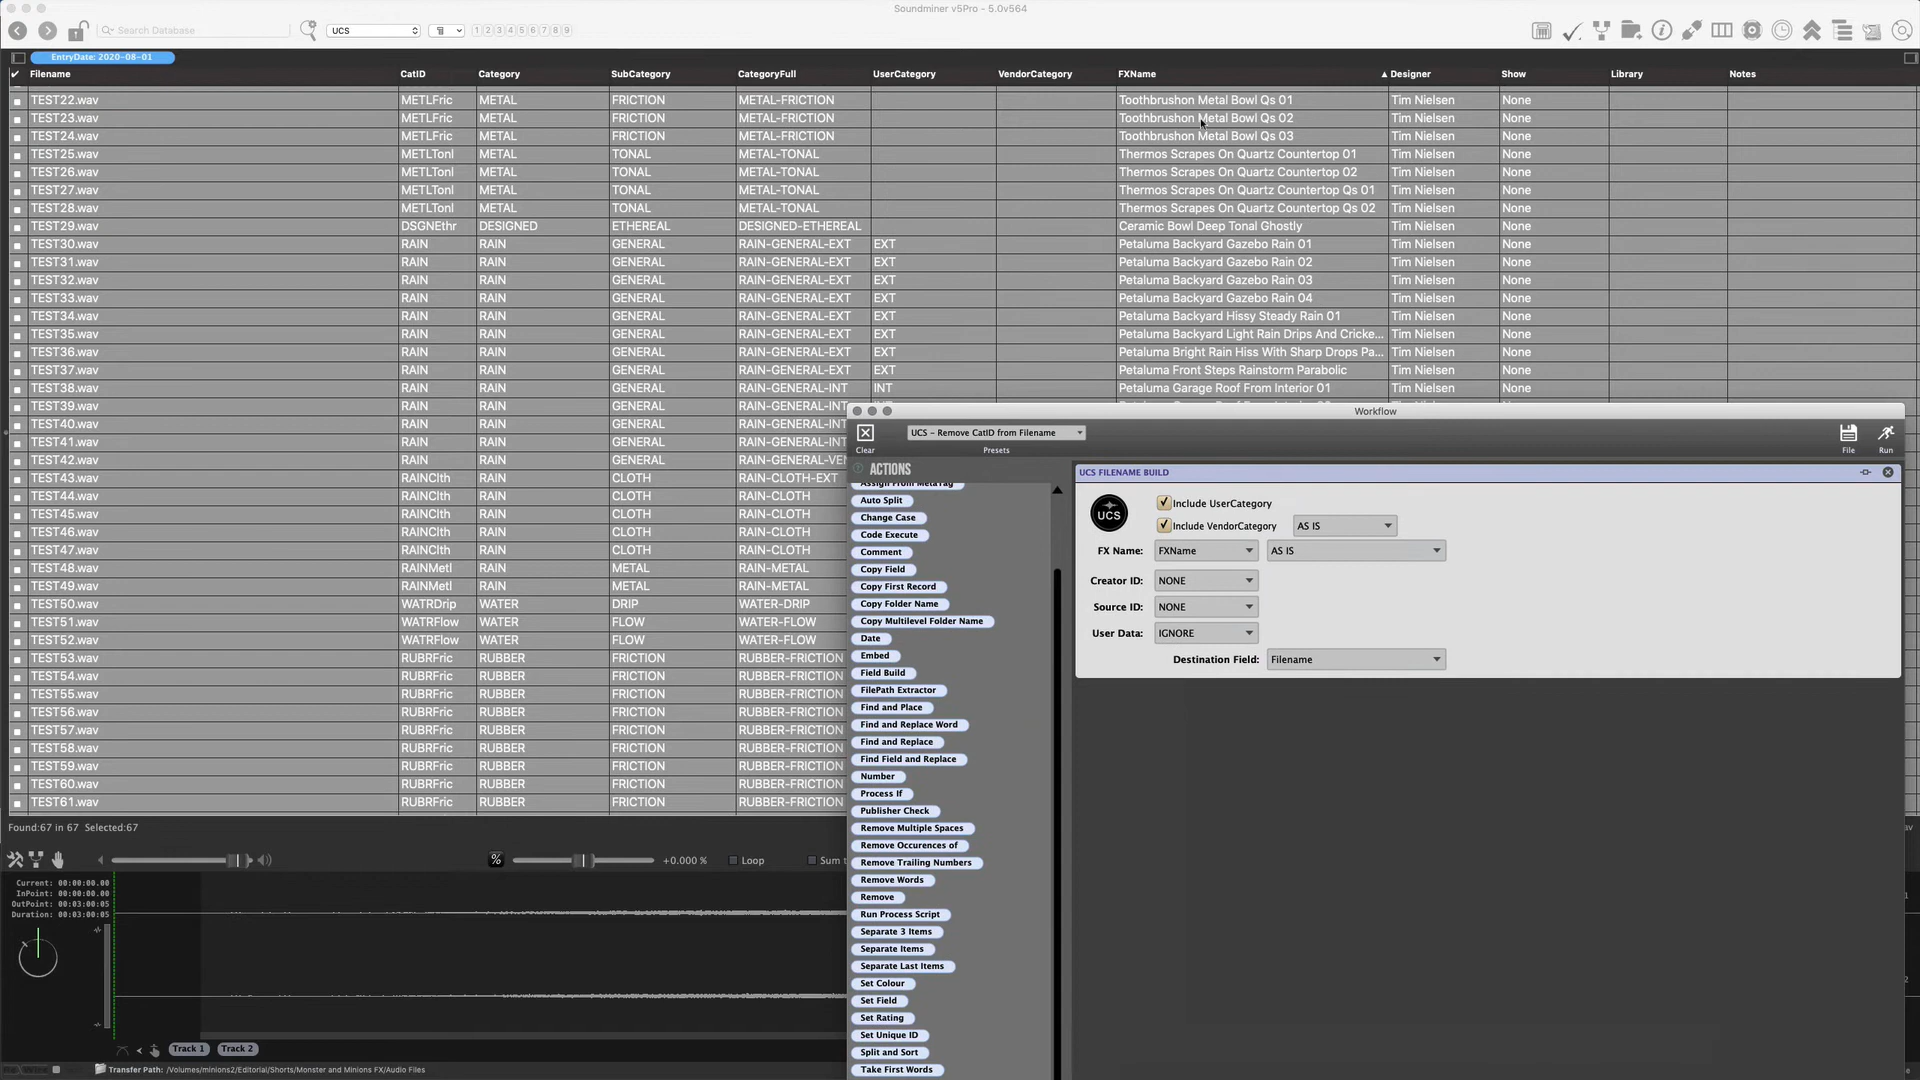 Soundminer v5Pro - 5.0v564
Search Database
UCS
1 2 3 4 5 6 7 8 9
EntryDate: 2020-08-01
Filename CatID Category SubCategory CategoryFull UserCategory VendorCategory FXName Designer Show Library Notes
TEST22.wav METLFric METAL FRICTION METAL-FRICTION Toothbrushon Metal Bowl Qs 01 Tim Nielsen None
TEST23.wav METLFric METAL FRICTION METAL-FRICTION Toothbrushon Metal Bowl Qs 02 Tim Nielsen None
TEST24.wav METLFric METAL FRICTION METAL-FRICTION Toothbrushon Metal Bowl Qs 03 Tim Nielsen None
TEST25.wav METLTonl METAL TONAL METAL-TONAL Thermos Scrapes On Quartz Countertop 01 Tim Nielsen None
TEST26.wav METLTonl METAL TONAL METAL-TONAL Thermos Scrapes On Quartz Countertop 02 Tim Nielsen None
TEST27.wav METLTonl METAL TONAL METAL-TONAL Thermos Scrapes On Quartz Countertop Qs 01 Tim Nielsen None
TEST28.wav METLTonl METAL TONAL METAL-TONAL Thermos Scrapes On Quartz Countertop Qs 02 Tim Nielsen None
TEST29.wav DSGNEthr DESIGNED ETHEREAL DESIGNED-ETHEREAL Ceramic Bowl Deep Tonal Ghostly Tim Nielsen None
TEST30.wav RAIN RAIN GENERAL RAIN-GENERAL-EXT EXT Petaluma Backyard Gazebo Rain 01 Tim Nielsen None
TEST31.wav RAIN RAIN GENERAL RAIN-GENERAL-EXT EXT Petaluma Backyard Gazebo Rain 02 Tim Nielsen None
TEST32.wav RAIN RAIN GENERAL RAIN-GENERAL-EXT EXT Petaluma Backyard Gazebo Rain 03 Tim Nielsen None
TEST33.wav RAIN RAIN GENERAL RAIN-GENERAL-EXT EXT Petaluma Backyard Gazebo Rain 04 Tim Nielsen None
TEST34.wav RAIN RAIN GENERAL RAIN-GENERAL-EXT EXT Petaluma Backyard Hissy Steady Rain 01 Tim Nielsen None
TEST35.wav RAIN RAIN GENERAL RAIN-GENERAL-EXT EXT Petaluma Backyard Light Rain Drips And Cricke... Tim Nielsen None
TEST36.wav RAIN RAIN GENERAL RAIN-GENERAL-EXT EXT Petaluma Bright Rain Hiss With Sharp Drops Pa... Tim Nielsen None
TEST37.wav RAIN RAIN GENERAL RAIN-GENERAL-EXT EXT Petaluma Front Steps Rainstorm Parabolic Tim Nielsen None
TEST38.wav RAIN RAIN GENERAL RAIN-GENERAL-INT INT Petaluma Garage Roof From Interior 01 Tim Nielsen None
TEST39.wav RAIN RAIN GENERAL RAIN-GENERAL-INT
TEST40.wav RAIN RAIN GENERAL RAIN-GENERAL-INT
TEST41.wav RAIN RAIN GENERAL RAIN-GENERAL-INT
TEST42.wav RAIN RAIN GENERAL RAIN-GENERAL-VEH
TEST43.wav RAINClth RAIN CLOTH RAIN-CLOTH-EXT
TEST44.wav RAINClth RAIN CLOTH RAIN-CLOTH
TEST45.wav RAINClth RAIN CLOTH RAIN-CLOTH
TEST46.wav RAINClth RAIN CLOTH RAIN-CLOTH
TEST47.wav RAINClth RAIN CLOTH RAIN-CLOTH
TEST48.wav RAINMetl RAIN METAL RAIN-METAL
TEST49.wav RAINMetl RAIN METAL RAIN-METAL
TEST50.wav WATRDrip WATER DRIP WATER-DRIP
TEST51.wav WATRFlow WATER FLOW WATER-FLOW
TEST52.wav WATRFlow WATER FLOW WATER-FLOW
TEST53.wav RUBRFric RUBBER FRICTION RUBBER-FRICTION
TEST54.wav RUBRFric RUBBER FRICTION RUBBER-FRICTION
TEST55.wav RUBRFric RUBBER FRICTION RUBBER-FRICTION
TEST56.wav RUBRFric RUBBER FRICTION RUBBER-FRICTION
TEST57.wav RUBRFric RUBBER FRICTION RUBBER-FRICTION
TEST58.wav RUBRFric RUBBER FRICTION RUBBER-FRICTION
TEST59.wav RUBRFric RUBBER FRICTION RUBBER-FRICTION
TEST60.wav RUBRFric RUBBER FRICTION RUBBER-FRICTION
TEST61.wav RUBRFric RUBBER FRICTION RUBBER-FRICTION
Found:67 in 67 Selected:67
% +0.000 % Loop Sum t
Current: 00:00:00.00
InPoint: 00:00:00.00
OutPoint: 00:03:00:05
Duration: 00:03:00:05
Track 1 Track 2
Transfer Path: /Volumes/minions2/Editorial/Shorts/Monster and Minions FX/Audio Files
Workflow
UCS - Remove CatID from Filename
Clear Presets File Run
ACTIONS
Assign From MetaTag
Auto Split
Change Case
Code Execute
Comment
Copy Field
Copy First Record
Copy Folder Name
Copy Multilevel Folder Name
Date
Embed
Field Build
FilePath Extractor
Find and Place
Find and Replace Word
Find and Replace
Find Field and Replace
Number
Process If
Publisher Check
Remove Multiple Spaces
Remove Occurences of
Remove Trailing Numbers
Remove Words
Remove
Run Process Script
Separate 3 Items
Separate Items
Separate Last Items
Set Colour
Set Field
Set Rating
Set Unique ID
Split and Sort
Take First Words
UCS FILENAME BUILD
UCS
Include UserCategory
Include VendorCategory AS IS
FX Name: FXName AS IS
Creator ID: NONE
Source ID: NONE
User Data: IGNORE
Destination Field: Filename